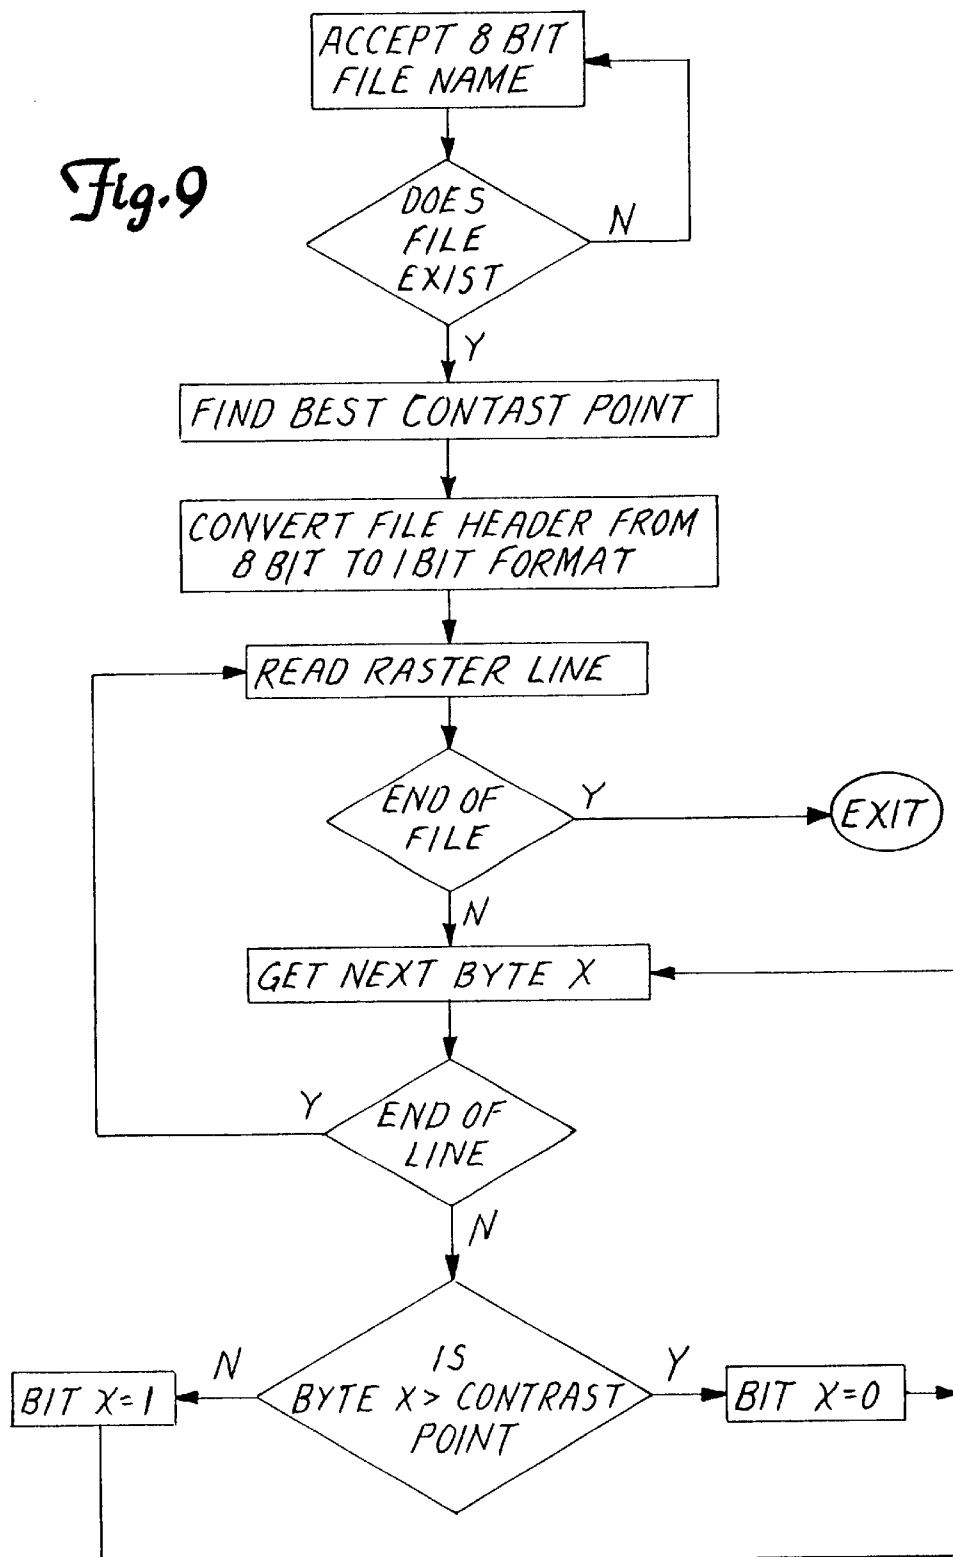 ACCEPT 8 BIT
FILE NAME
Fig. 9
DOES
FILE
EXIST
N
Y
FIND BEST CONTAST POINT
CONVERT FILE HEADER FROM
8 BIT TO 1 BIT FORMAT
READ RASTER LINE
END OF
FILE
Y
EXIT
N
GET NEXT BYTE X
Y
END OF
LINE
N
IS
BYTE X > CONTRAST
POINT
N
Y
BIT X=1
BIT X=0